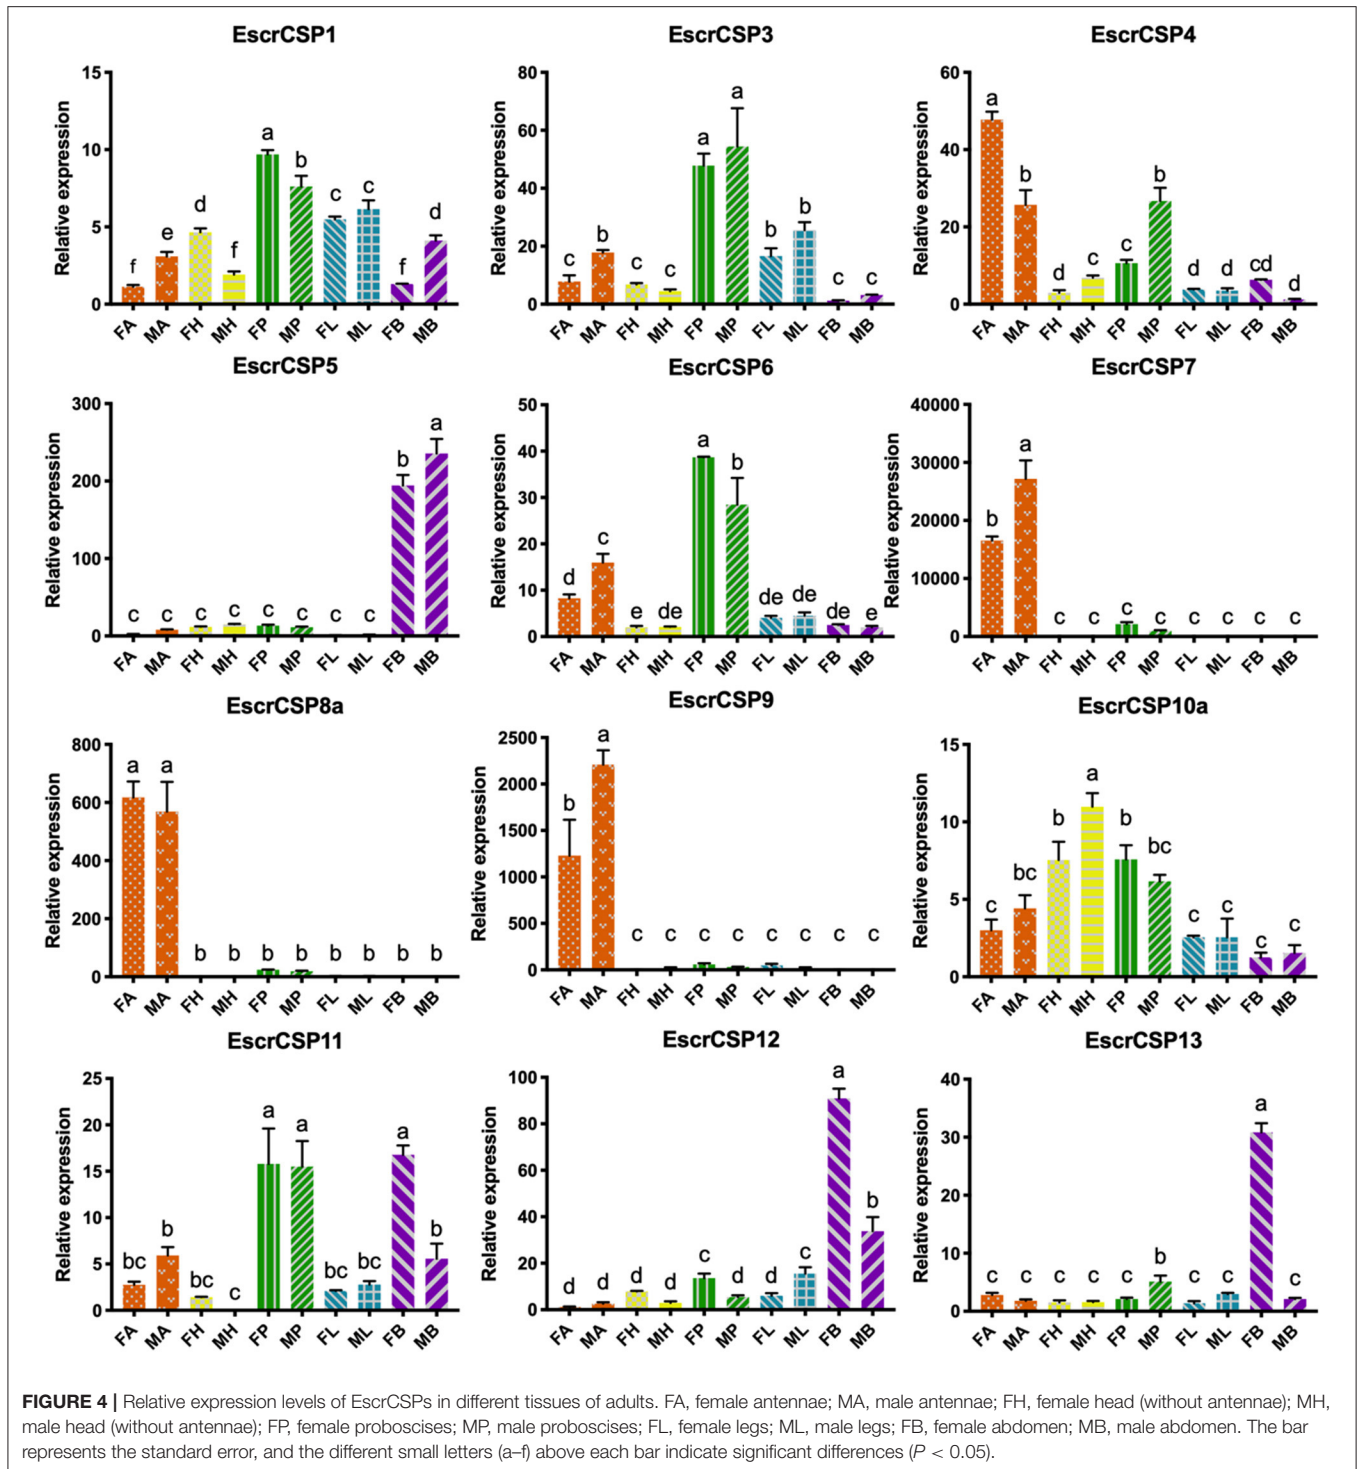 EscrCSP1
EscrCSP3
EscrCSP4
Relative expression
15
10
5
0
f
e
d
f
a
b
c
c
f
d
FA
MA
FH
MH
FP
MP
FL
ML
FB
MB
Relative expression
80
60
40
20
0
c
b
c
c
a
a
b
b
c
c
FA
MA
FH
MH
FP
MP
FL
ML
FB
MB
Relative expression
60
40
20
0
a
b
d
c
c
b
d
d
cd
d
FA
MA
FH
MH
FP
MP
FL
ML
FB
MB
EscrCSP5
EscrCSP6
EscrCSP7
Relative expression
300
200
100
0
c
c
c
c
c
c
c
c
b
a
FA
MA
FH
MH
FP
MP
FL
ML
FB
MB
Relative expression
50
40
30
20
10
0
d
c
e
de
a
b
de
de
de
e
FA
MA
FH
MH
FP
MP
FL
ML
FB
MB
Relative expression
40000
30000
20000
10000
0
b
a
c
c
c
c
c
c
c
c
FA
MA
FH
MH
FP
MP
FL
ML
FB
MB
EscrCSP8a
EscrCSP9
EscrCSP10a
Relative expression
800
600
400
200
0
a
a
b
b
b
b
b
b
b
b
FA
MA
FH
MH
FP
MP
FL
ML
FB
MB
Relative expression
2500
2000
1500
1000
500
0
b
a
c
c
c
c
c
c
c
c
FA
MA
FH
MH
FP
MP
FL
ML
FB
MB
Relative expression
15
10
5
0
c
bc
b
a
b
bc
c
c
c
c
FA
MA
FH
MH
FP
MP
FL
ML
FB
MB
EscrCSP11
EscrCSP12
EscrCSP13
Relative expression
25
20
15
10
5
0
bc
b
bc
c
a
a
bc
bc
a
b
FA
MA
FH
MH
FP
MP
FL
ML
FB
MB
Relative expression
100
80
60
40
20
0
d
d
d
d
c
d
d
c
a
b
FA
MA
FH
MH
FP
MP
FL
ML
FB
MB
Relative expression
40
30
20
10
0
c
c
c
c
c
b
c
c
a
c
FA
MA
FH
MH
FP
MP
FL
ML
FB
MB
FIGURE 4 | Relative expression levels of EscrCSPs in different tissues of adults. FA, female antennae; MA, male antennae; FH, female head (without antennae); MH,
male head (without antennae); FP, female proboscises; MP, male proboscises; FL, female legs; ML, male legs; FB, female abdomen; MB, male abdomen. The bar
represents the standard error, and the different small letters (a–f) above each bar indicate significant differences (P < 0.05).